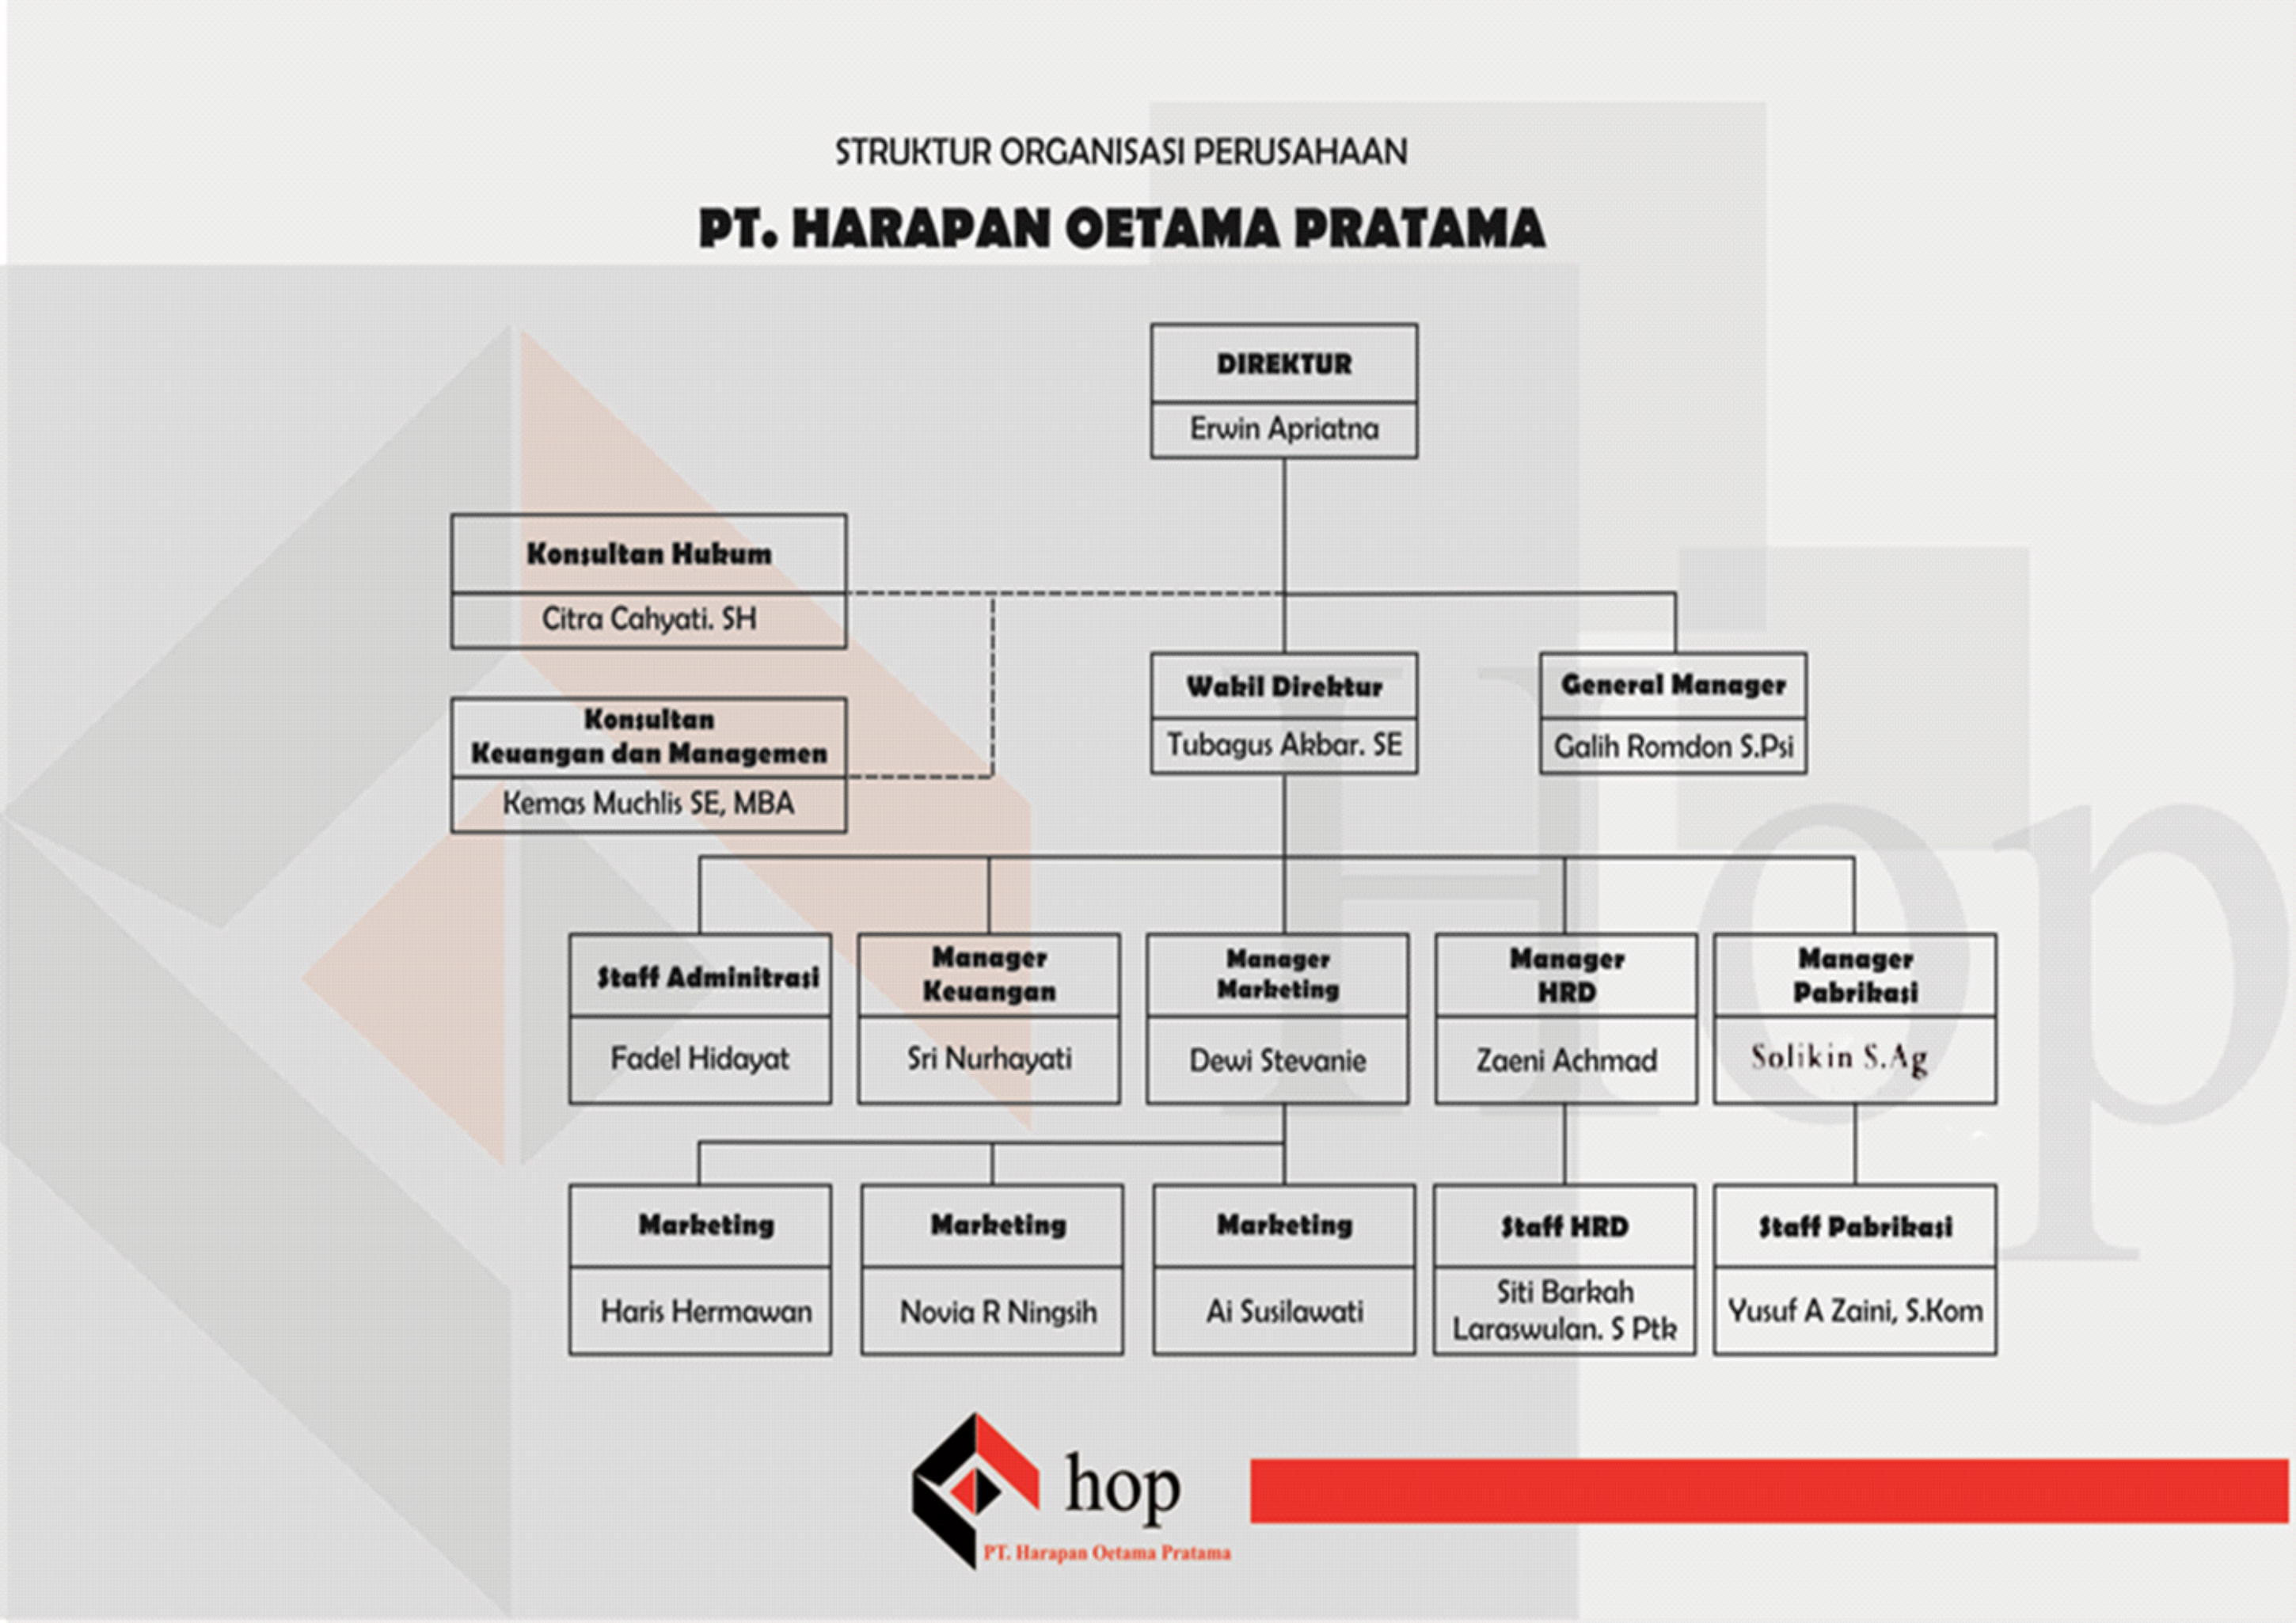 STRUKTUR ORGANISASI PERUSAHAAN
PT. HARAPAN OETAMA PRATAMA
DIREKTUR
Erwin Apriatna
Konsultan Hukum
Citra Cahyati. SH
Konsultan
Keuangan dan Managemen
Kemas Muchlis SE, MBA
Wakil Direktur
Tubagus Akbar. SE
General Manager
Galih Romdon S.Psi
Staff Adminitrasi
Fadel Hidayat
Manager
Keuangan
Sri Nurhayati
Manager
Marketing
Dewi Stevanie
Manager
HRD
Zaeni Achmad
Manager
Pabrikasi
Solikin S.Ag
Marketing
Haris Hermawan
Marketing
Novia R Ningsih
Marketing
Ai Susilawati
Staff HRD
Siti Barkah
Laraswulan. S Ptk
Staff Pabrikasi
Yusuf A Zaini, S.Kom
Hop
hop
PT. Harapan Oetama Pratama